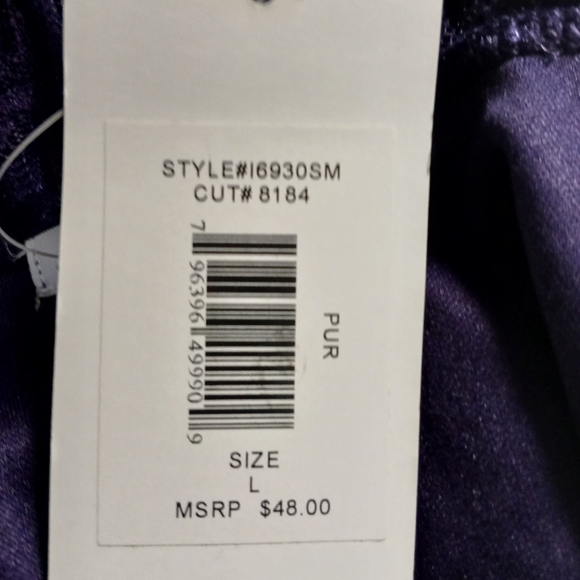 STYLE#I6930SM
CUT# 8184
7 96396 49990 9
PUR
SIZE
L
MSRP $48.00